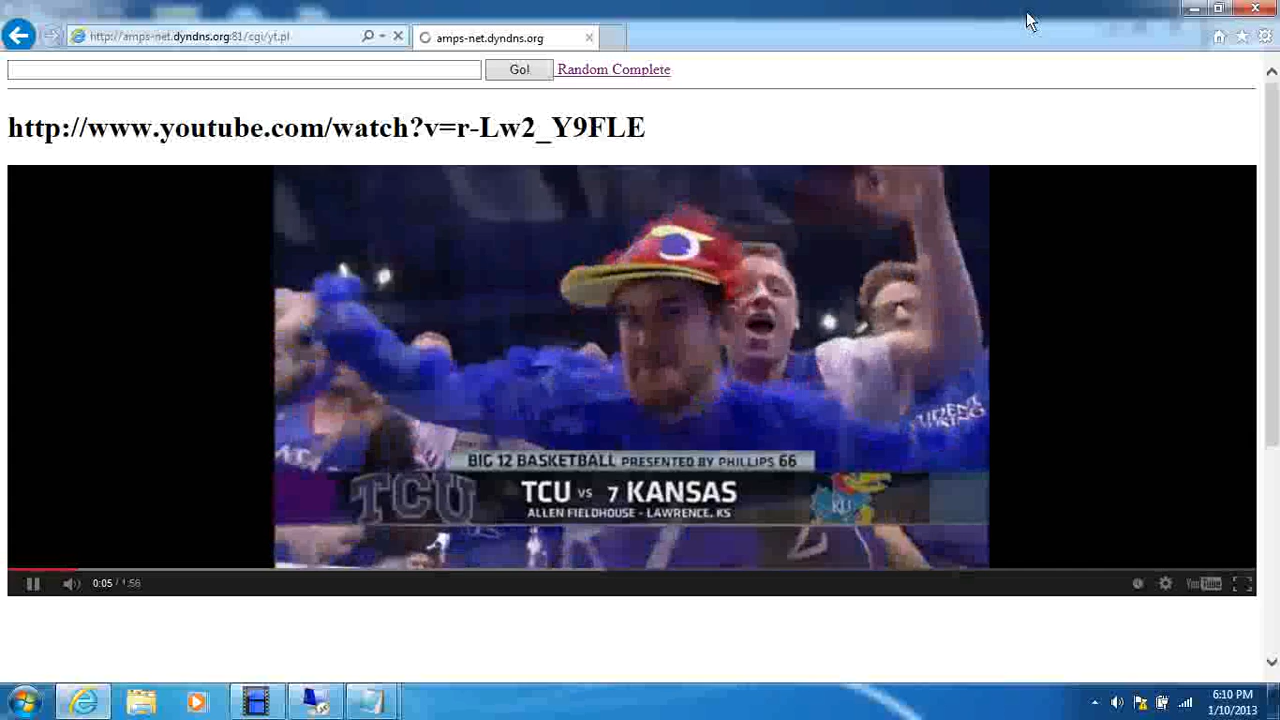 http://amps-net.dyndns.org:81/cgi/yt.pl
amps-net.dyndns.org
Go!
Random Complete
http://www.youtube.com/watch?v=r-Lw2_Y9FLE
BIG 12 BASKETBALL PRESENTED BY PHILLIPS 66
TCU
TCU vs 7 KANSAS
KU
ALLEN FIELDHOUSE - LAWRENCE, KS
0:05 / 1:56
YouTube
6:10 PM
1/10/2013